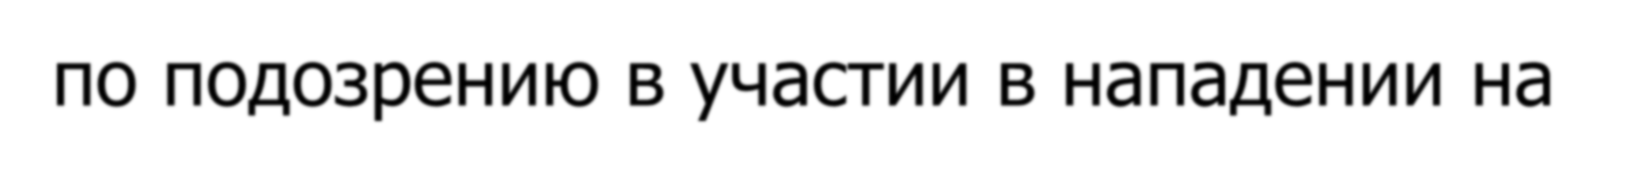 по подозрению в участии в нападении на